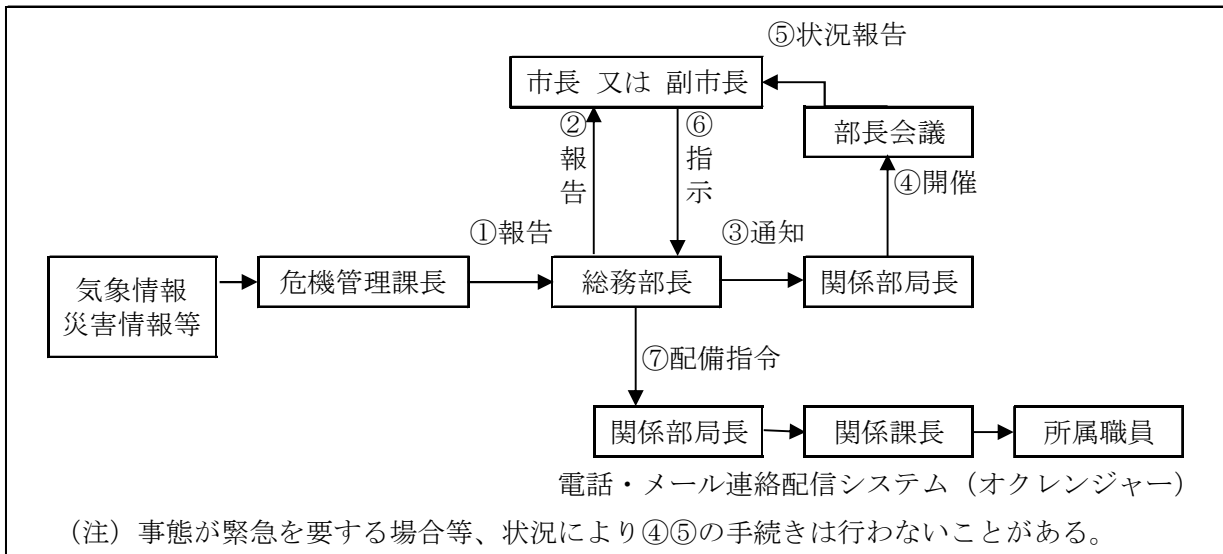 ⑤状況報告
市長 又は 副市長
②報告
⑥指示
部長会議
④開催
①報告
③通知
気象情報
災害情報等
危機管理課長
総務部長
関係部局長
⑦配備指令
関係部局長
関係課長
所属職員
電話・メール連絡配信システム（オクレンジャー）
（注）事態が緊急を要する場合等、状況により④⑤の手続きは行わないことがある。